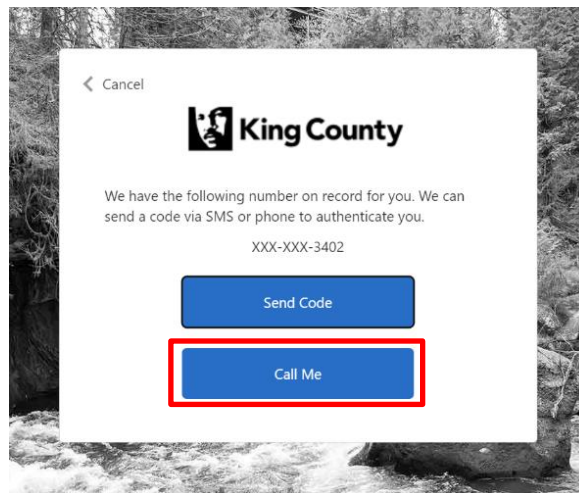 Cancel
King County
We have the following number on record for you. We can
send a code via SMS or phone to authenticate you.
XXX-XXX-3402
Send Code
Call Me